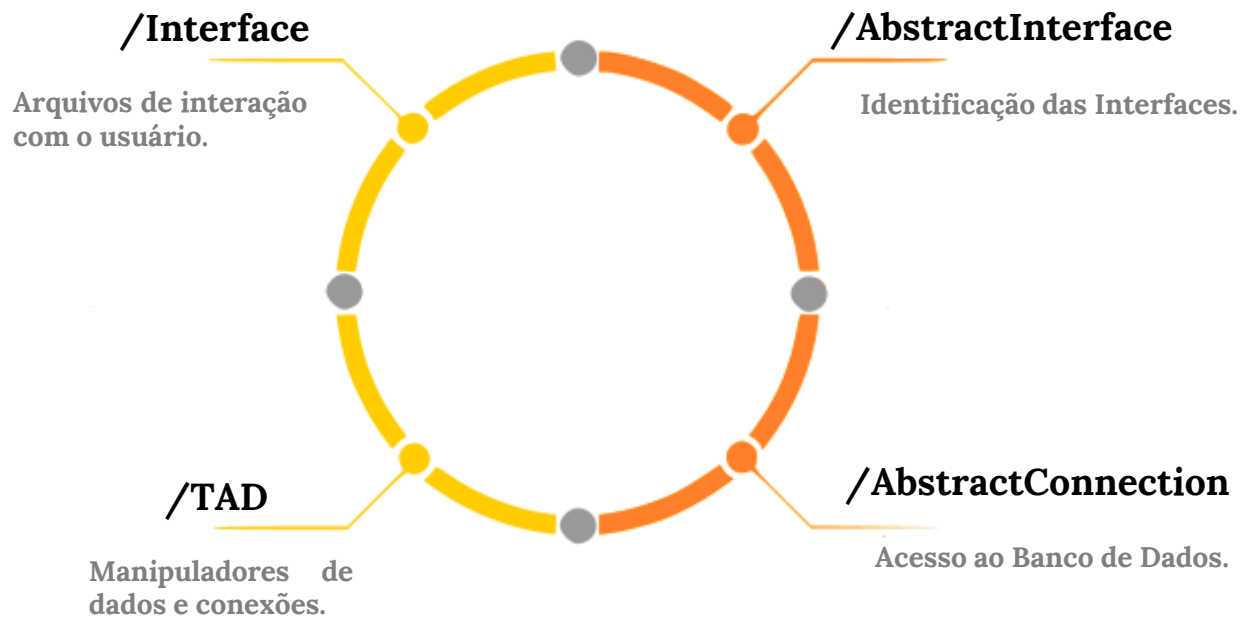 /Interface
Arquivos de interação
com o usuário.
/AbstractInterface
Identificação das Interfaces.
/TAD
Manipuladores de
dados e conexões.
/AbstractConnection
Acesso ao Banco de Dados.